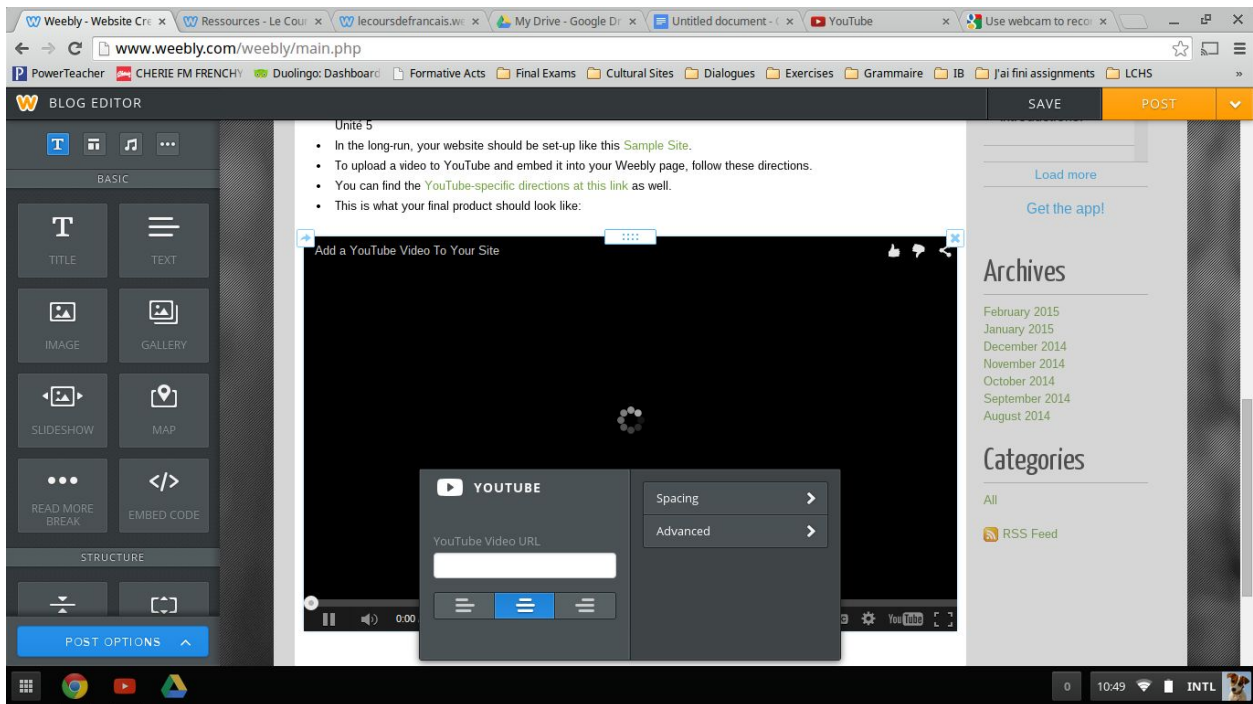 Weebly - Website Cre
Ressources - Le Cour
lecoursdefrancais.we
My Drive - Google Dr
Untitled document - (
YouTube
Use webcam to recor
www.weebly.com/weebly/main.php
PowerTeacher
CHERIE FM FRENCHY
Duolingo: Dashboard
Formative Acts
Final Exams
Cultural Sites
Dialogues
Exercises
Grammaire
IB
J'ai fini assignments
LCHS
»
BLOG EDITOR
SAVE
POST
BASIC
TITLE
TEXT
IMAGE
GALLERY
SLIDESHOW
MAP
READ MORE
BREAK
EMBED CODE
STRUCTURE
POST OPTIONS
Unité 5
• In the long-run, your website should be set-up like this Sample Site.
• To upload a video to YouTube and embed it into your Weebly page, follow these directions.
• You can find the YouTube-specific directions at this link as well.
• This is what your final product should look like:
Add a YouTube Video To Your Site
YOUTUBE
YouTube Video URL
Spacing
Advanced
0:00
YouTube
Load more
Get the app!
Archives
February 2015
January 2015
December 2014
November 2014
October 2014
September 2014
August 2014
Categories
All
RSS Feed
0
10:49
INTL